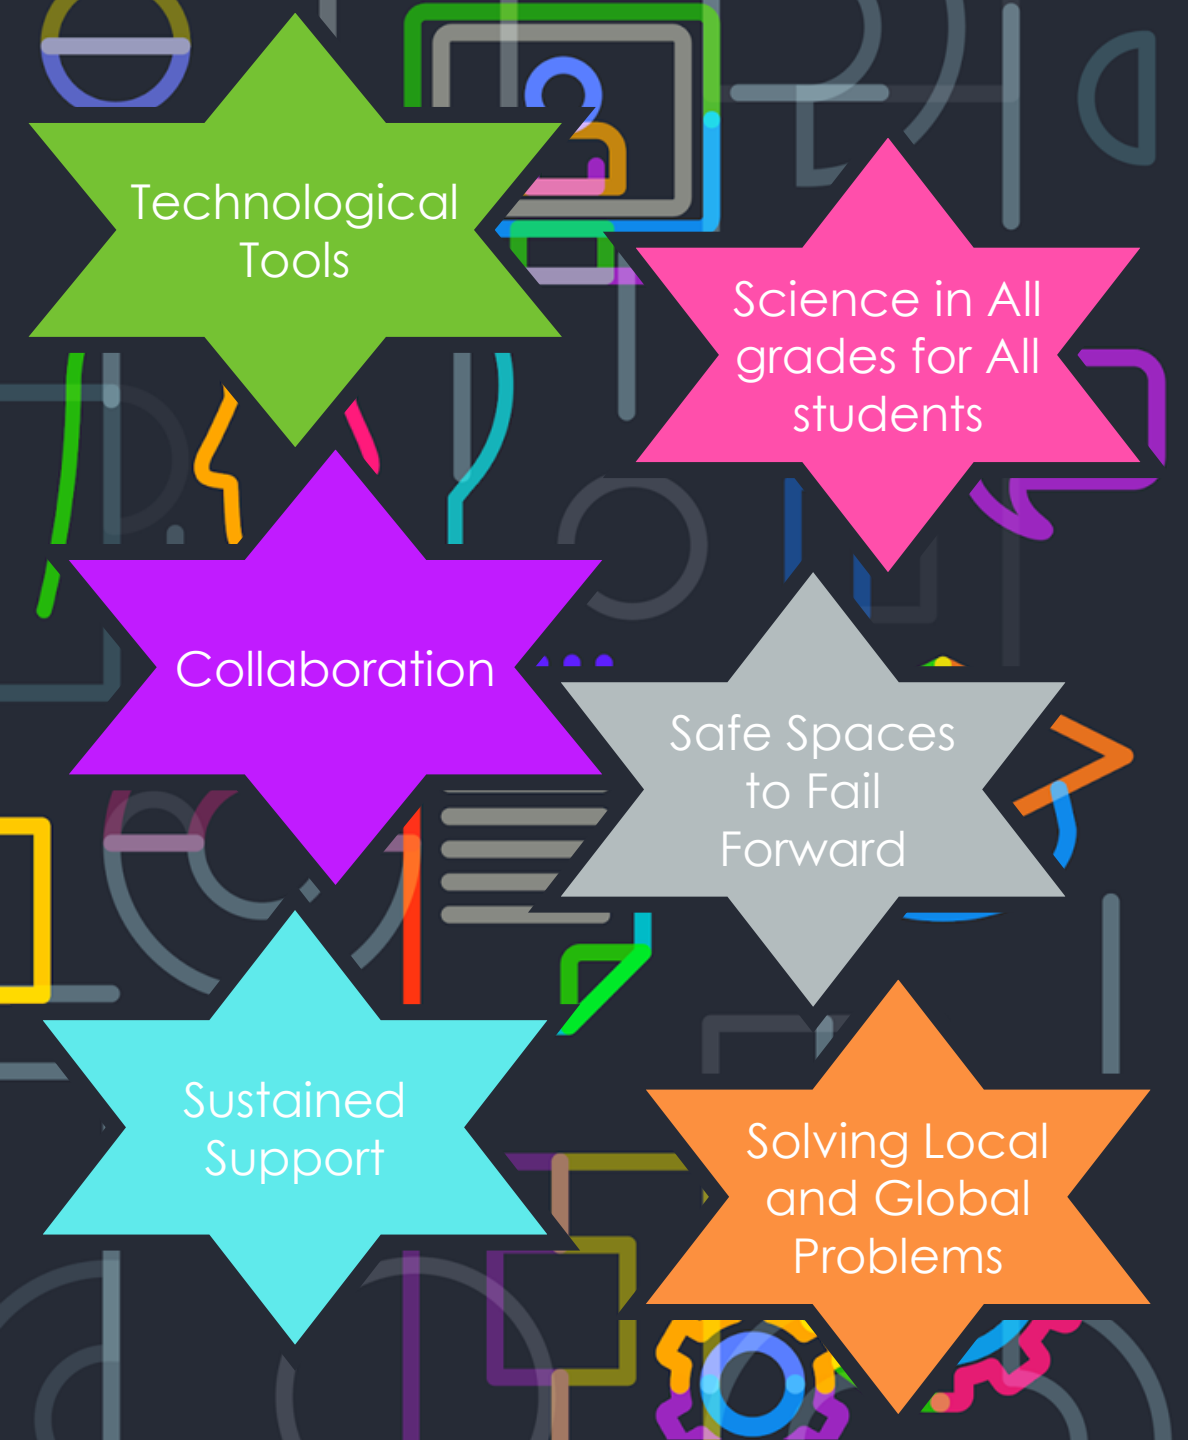 Technological
Tools
Science in All
grades for All
students
Collaboration
Safe Spaces
to Fail
Forward
Sustained
Support
Solving Local
and Global
Problems